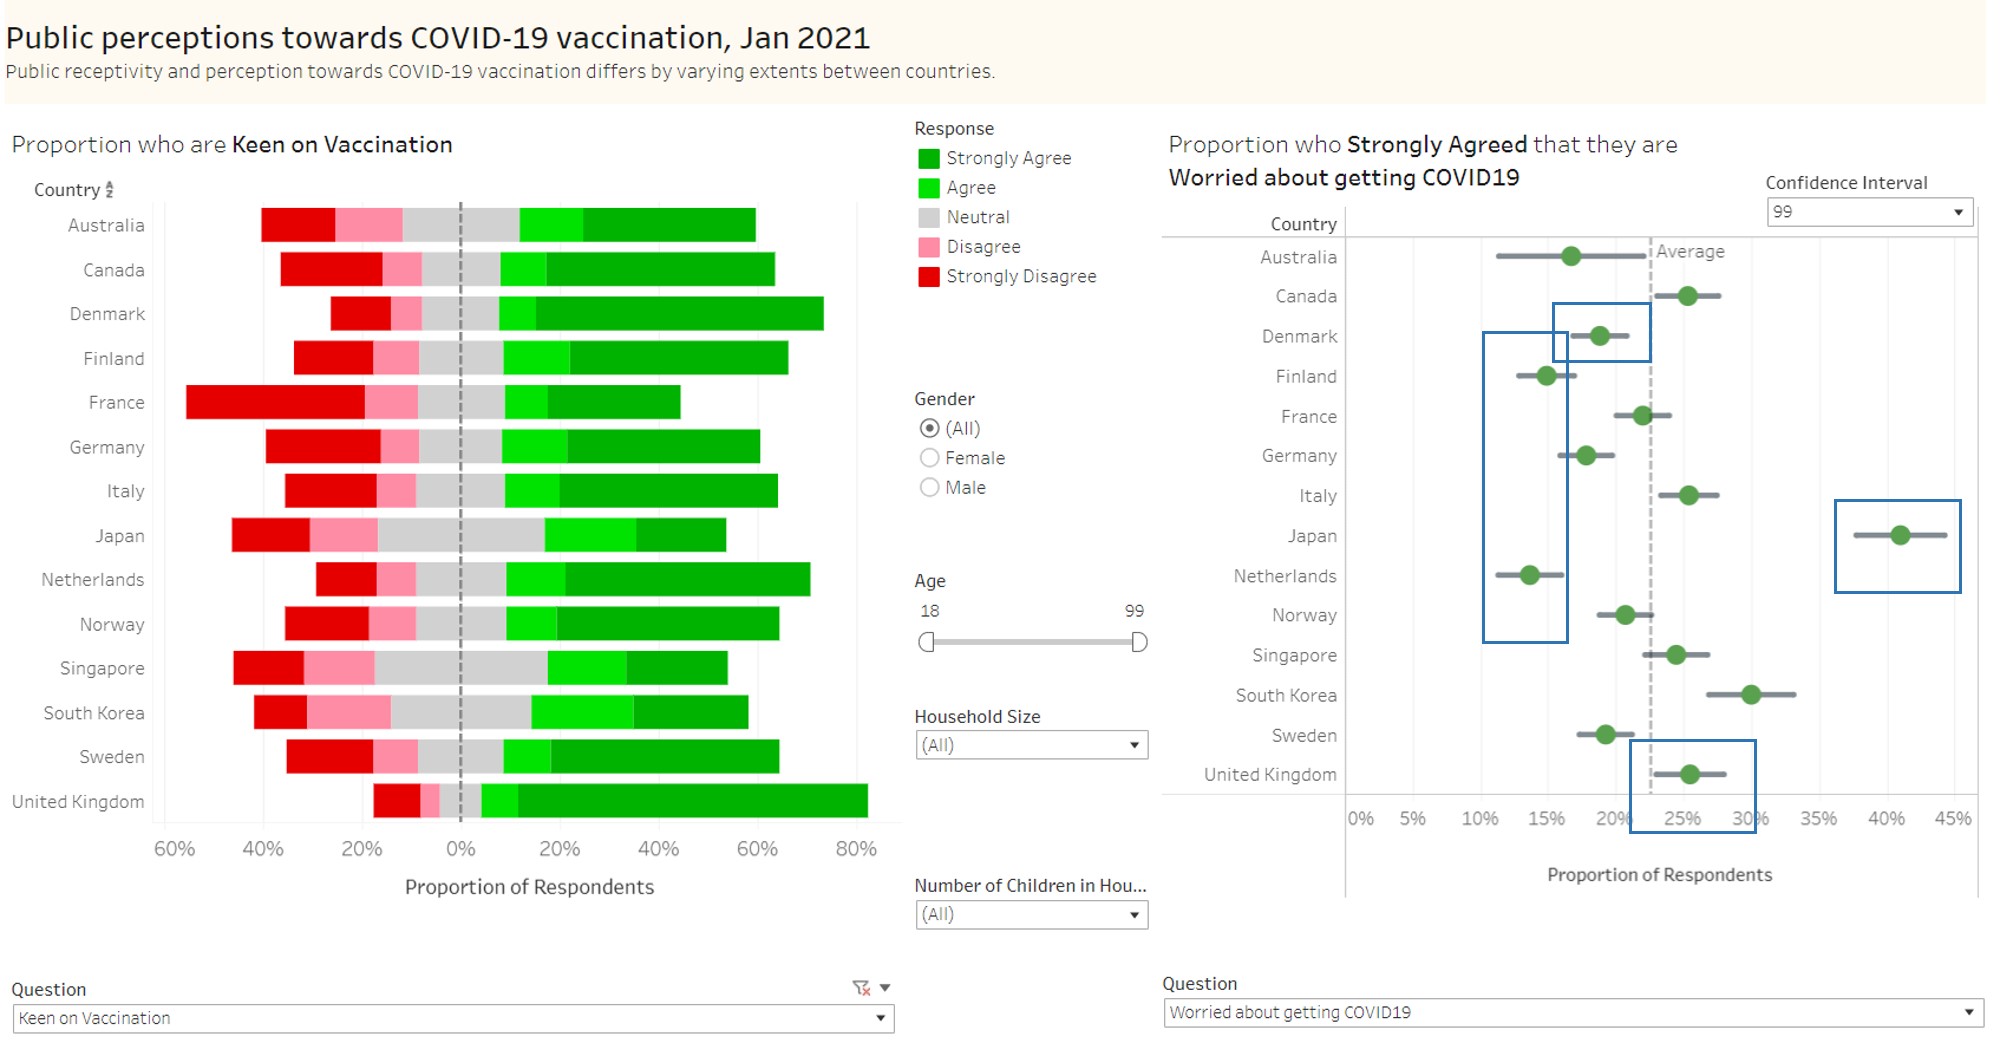 Public perceptions towards COVID-19 vaccination, Jan 2021
Public receptivity and perception towards COVID-19 vaccination differs by varying extents between countries.
Proportion who are Keen on Vaccination
Country
Australia
Canada
Denmark
Finland
France
Germany
Italy
Japan
Netherlands
Norway
Singapore
South Korea
Sweden
United Kingdom
60% 40% 20% 0% 20% 40% 60% 80%
Proportion of Respondents
Question
Keen on Vaccination
Response
Strongly Agree
Agree
Neutral
Disagree
Strongly Disagree
Gender
(All)
Female
Male
Age
18 99
Household Size
(All)
Number of Children in Hou...
(All)
Proportion who Strongly Agreed that they are
Worried about getting COVID19
Confidence Interval
99
Country
Average
Australia
Canada
Denmark
Finland
France
Germany
Italy
Japan
Netherlands
Norway
Singapore
South Korea
Sweden
United Kingdom
0% 5% 10% 15% 20% 25% 30% 35% 40% 45%
Proportion of Respondents
Question
Worried about getting COVID19